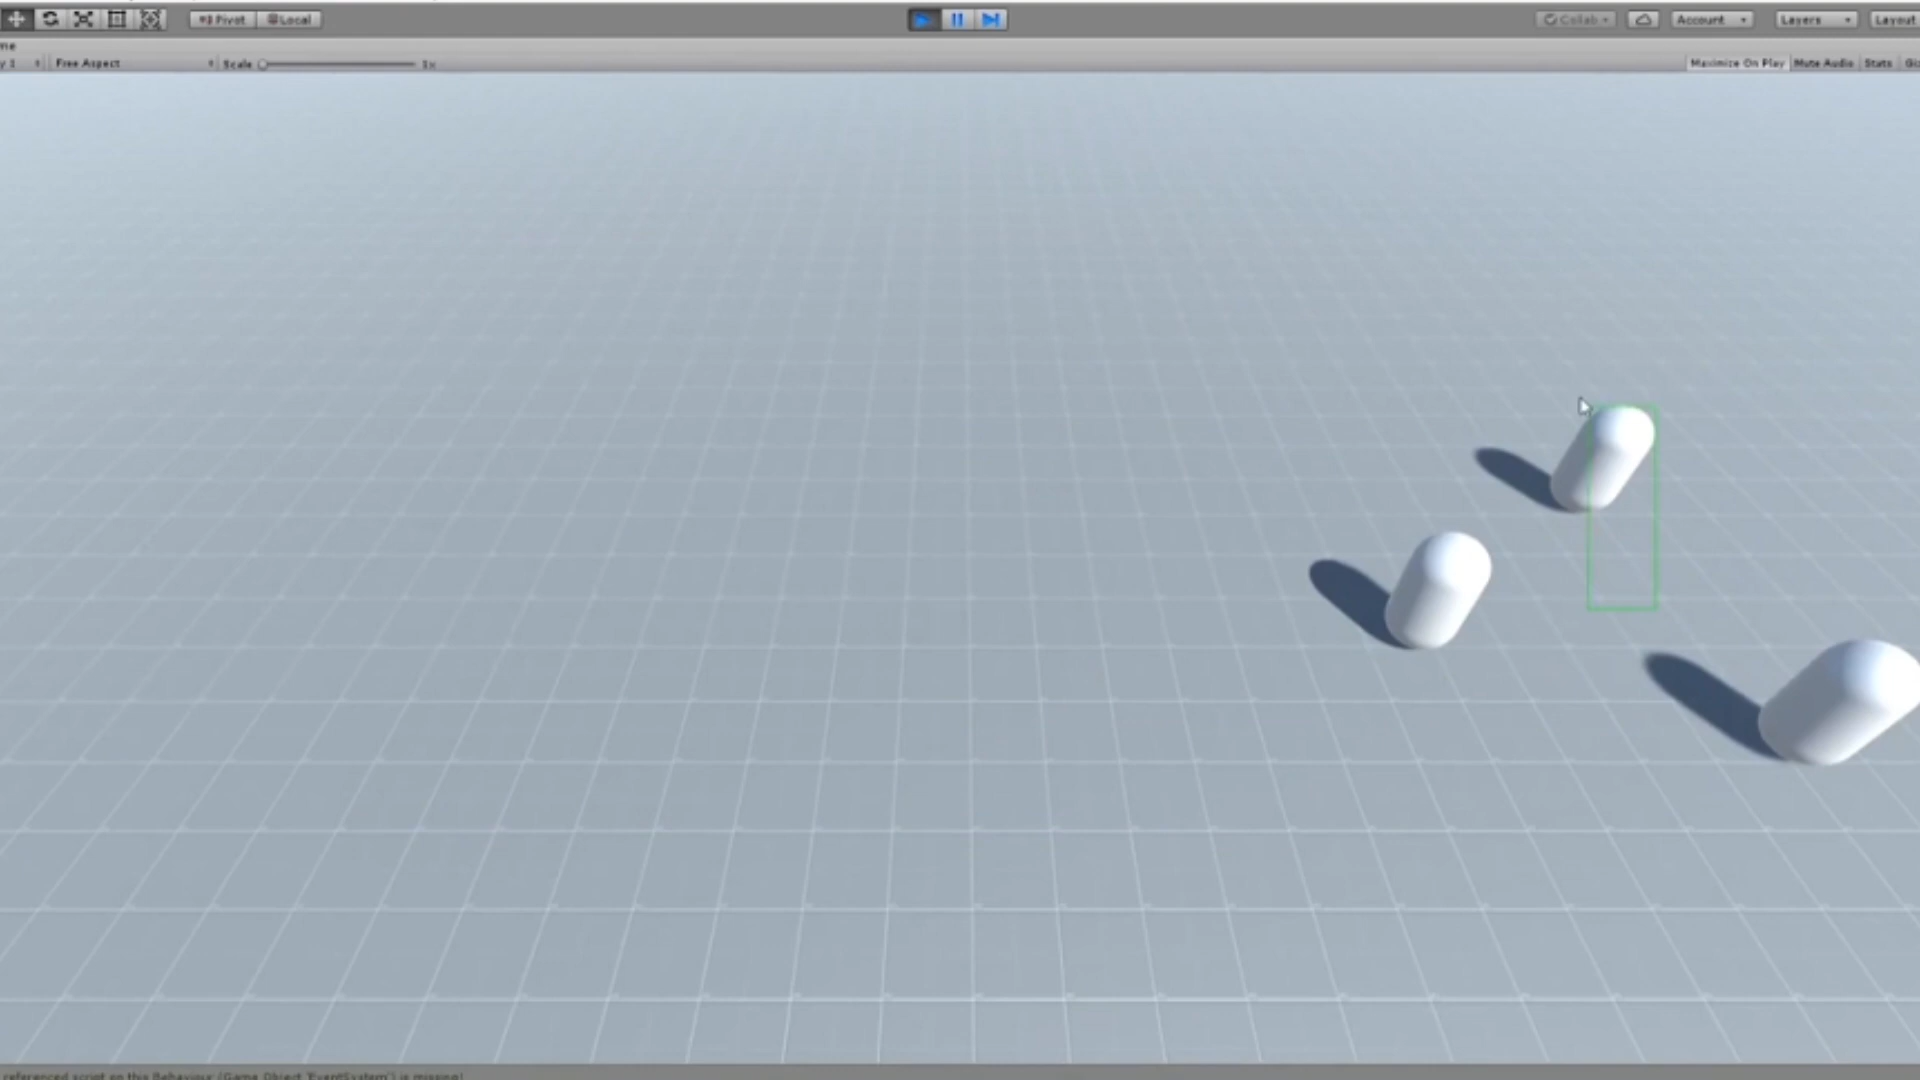 Pivot Local Collab Account Layers Layout
Free Aspect Scale 1x Maximize On Play Mute Audio Stats
referenced script on this Behaviour (Game Object 'EventSystem') is missing!